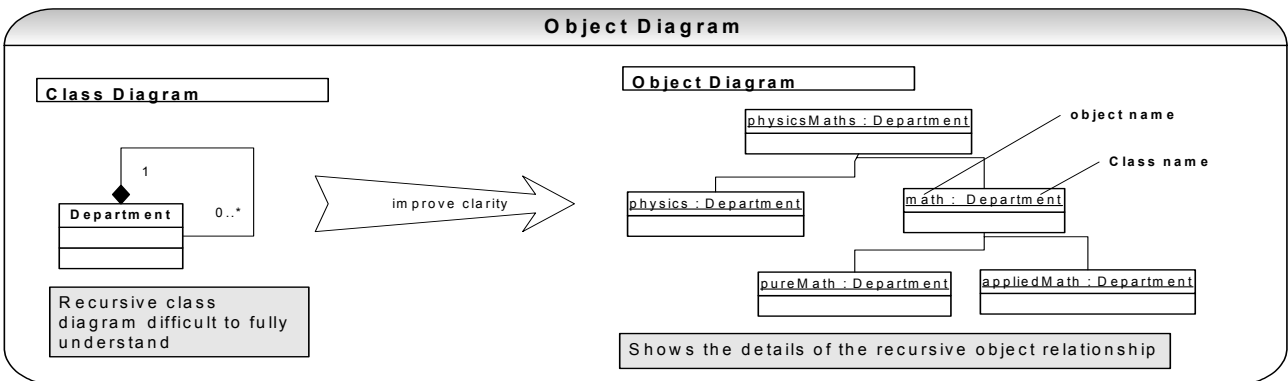 Object Diagram
Class Diagram
1
Department
0..*
Recursive class
diagram difficult to fully
understand
improve clarity
Object Diagram
physicsMaths : Department
object name
Class name
physics : Department
math : Department
pureMath : Department
appliedMath : Department
Shows the details of the recursive object relationship